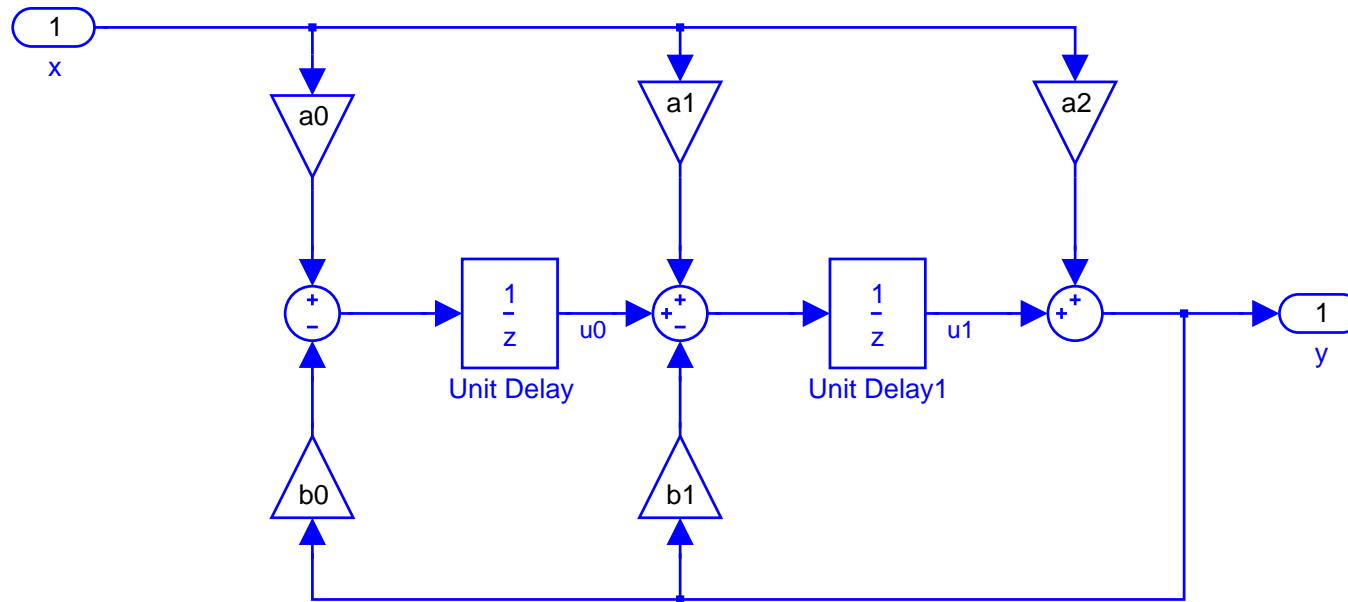 1
x
a0
a1
a2
+
−
1
z
Unit Delay
u0
+
+
−
1
z
Unit Delay1
u1
+
+
1
y
b0
b1